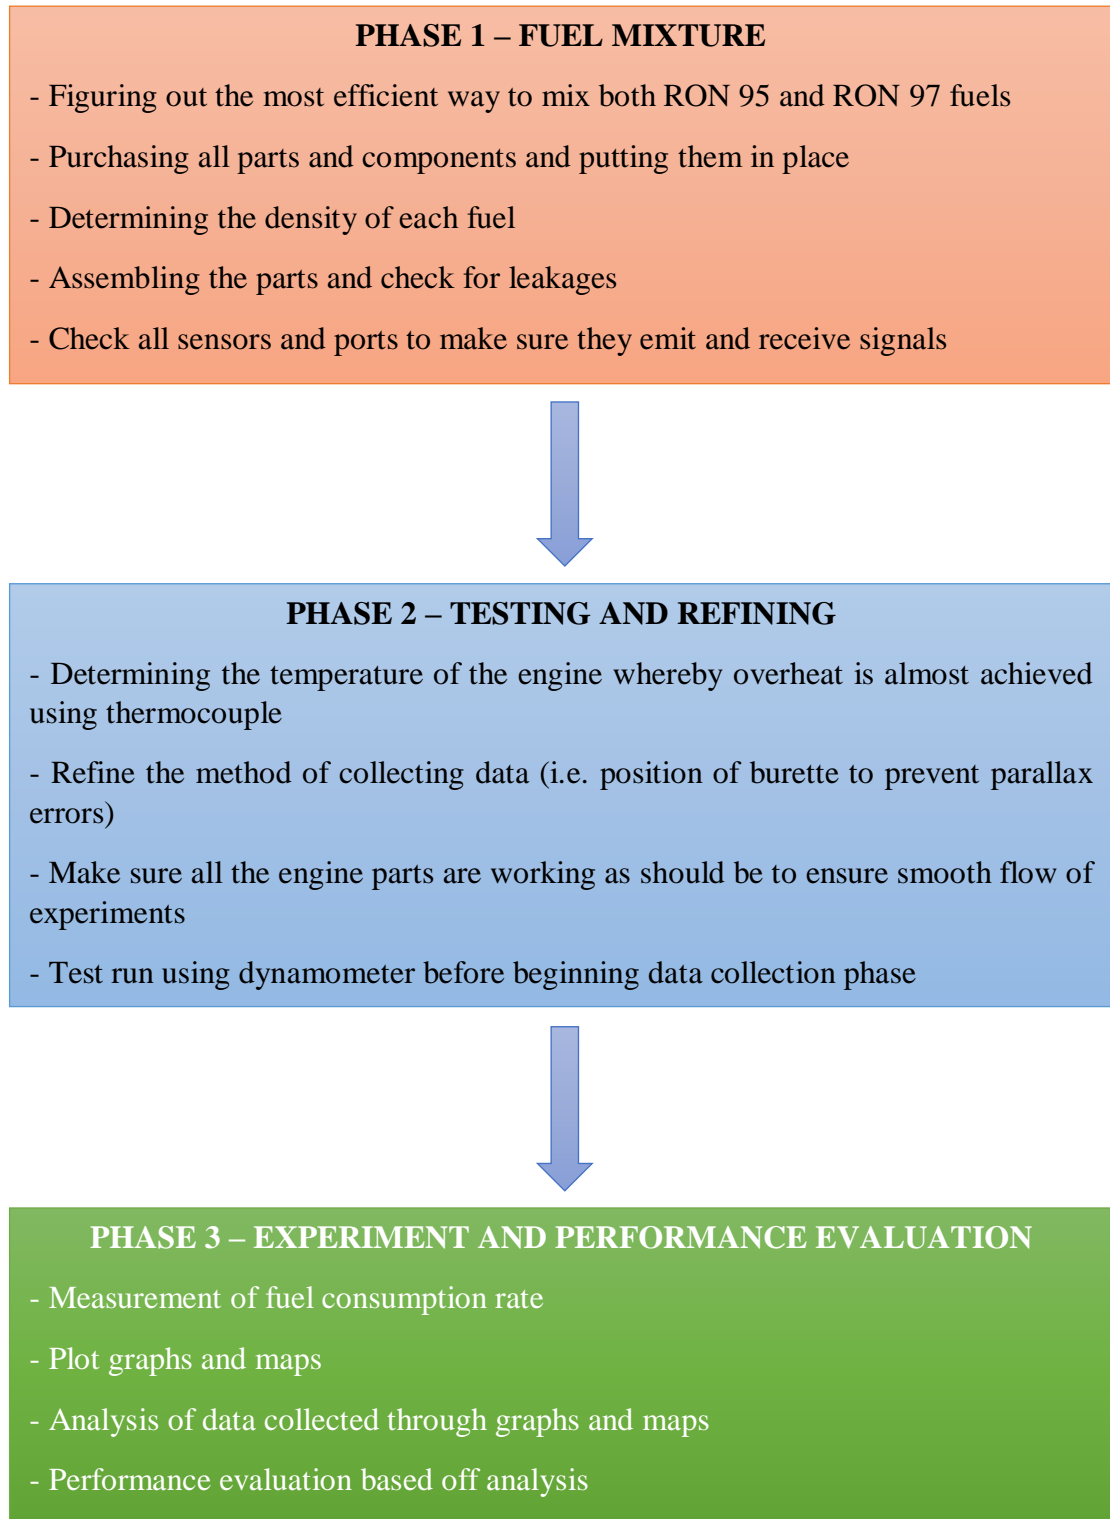 PHASE 1 – FUEL MIXTURE
- Figuring out the most efficient way to mix both RON 95 and RON 97 fuels
- Purchasing all parts and components and putting them in place
- Determining the density of each fuel
- Assembling the parts and check for leakages
- Check all sensors and ports to make sure they emit and receive signals
PHASE 2 – TESTING AND REFINING
- Determining the temperature of the engine whereby overheat is almost achieved
using thermocouple
- Refine the method of collecting data (i.e. position of burette to prevent parallax
errors)
- Make sure all the engine parts are working as should be to ensure smooth flow of
experiments
- Test run using dynamometer before beginning data collection phase
PHASE 3 – EXPERIMENT AND PERFORMANCE EVALUATION
- Measurement of fuel consumption rate
- Plot graphs and maps
- Analysis of data collected through graphs and maps
- Performance evaluation based off analysis